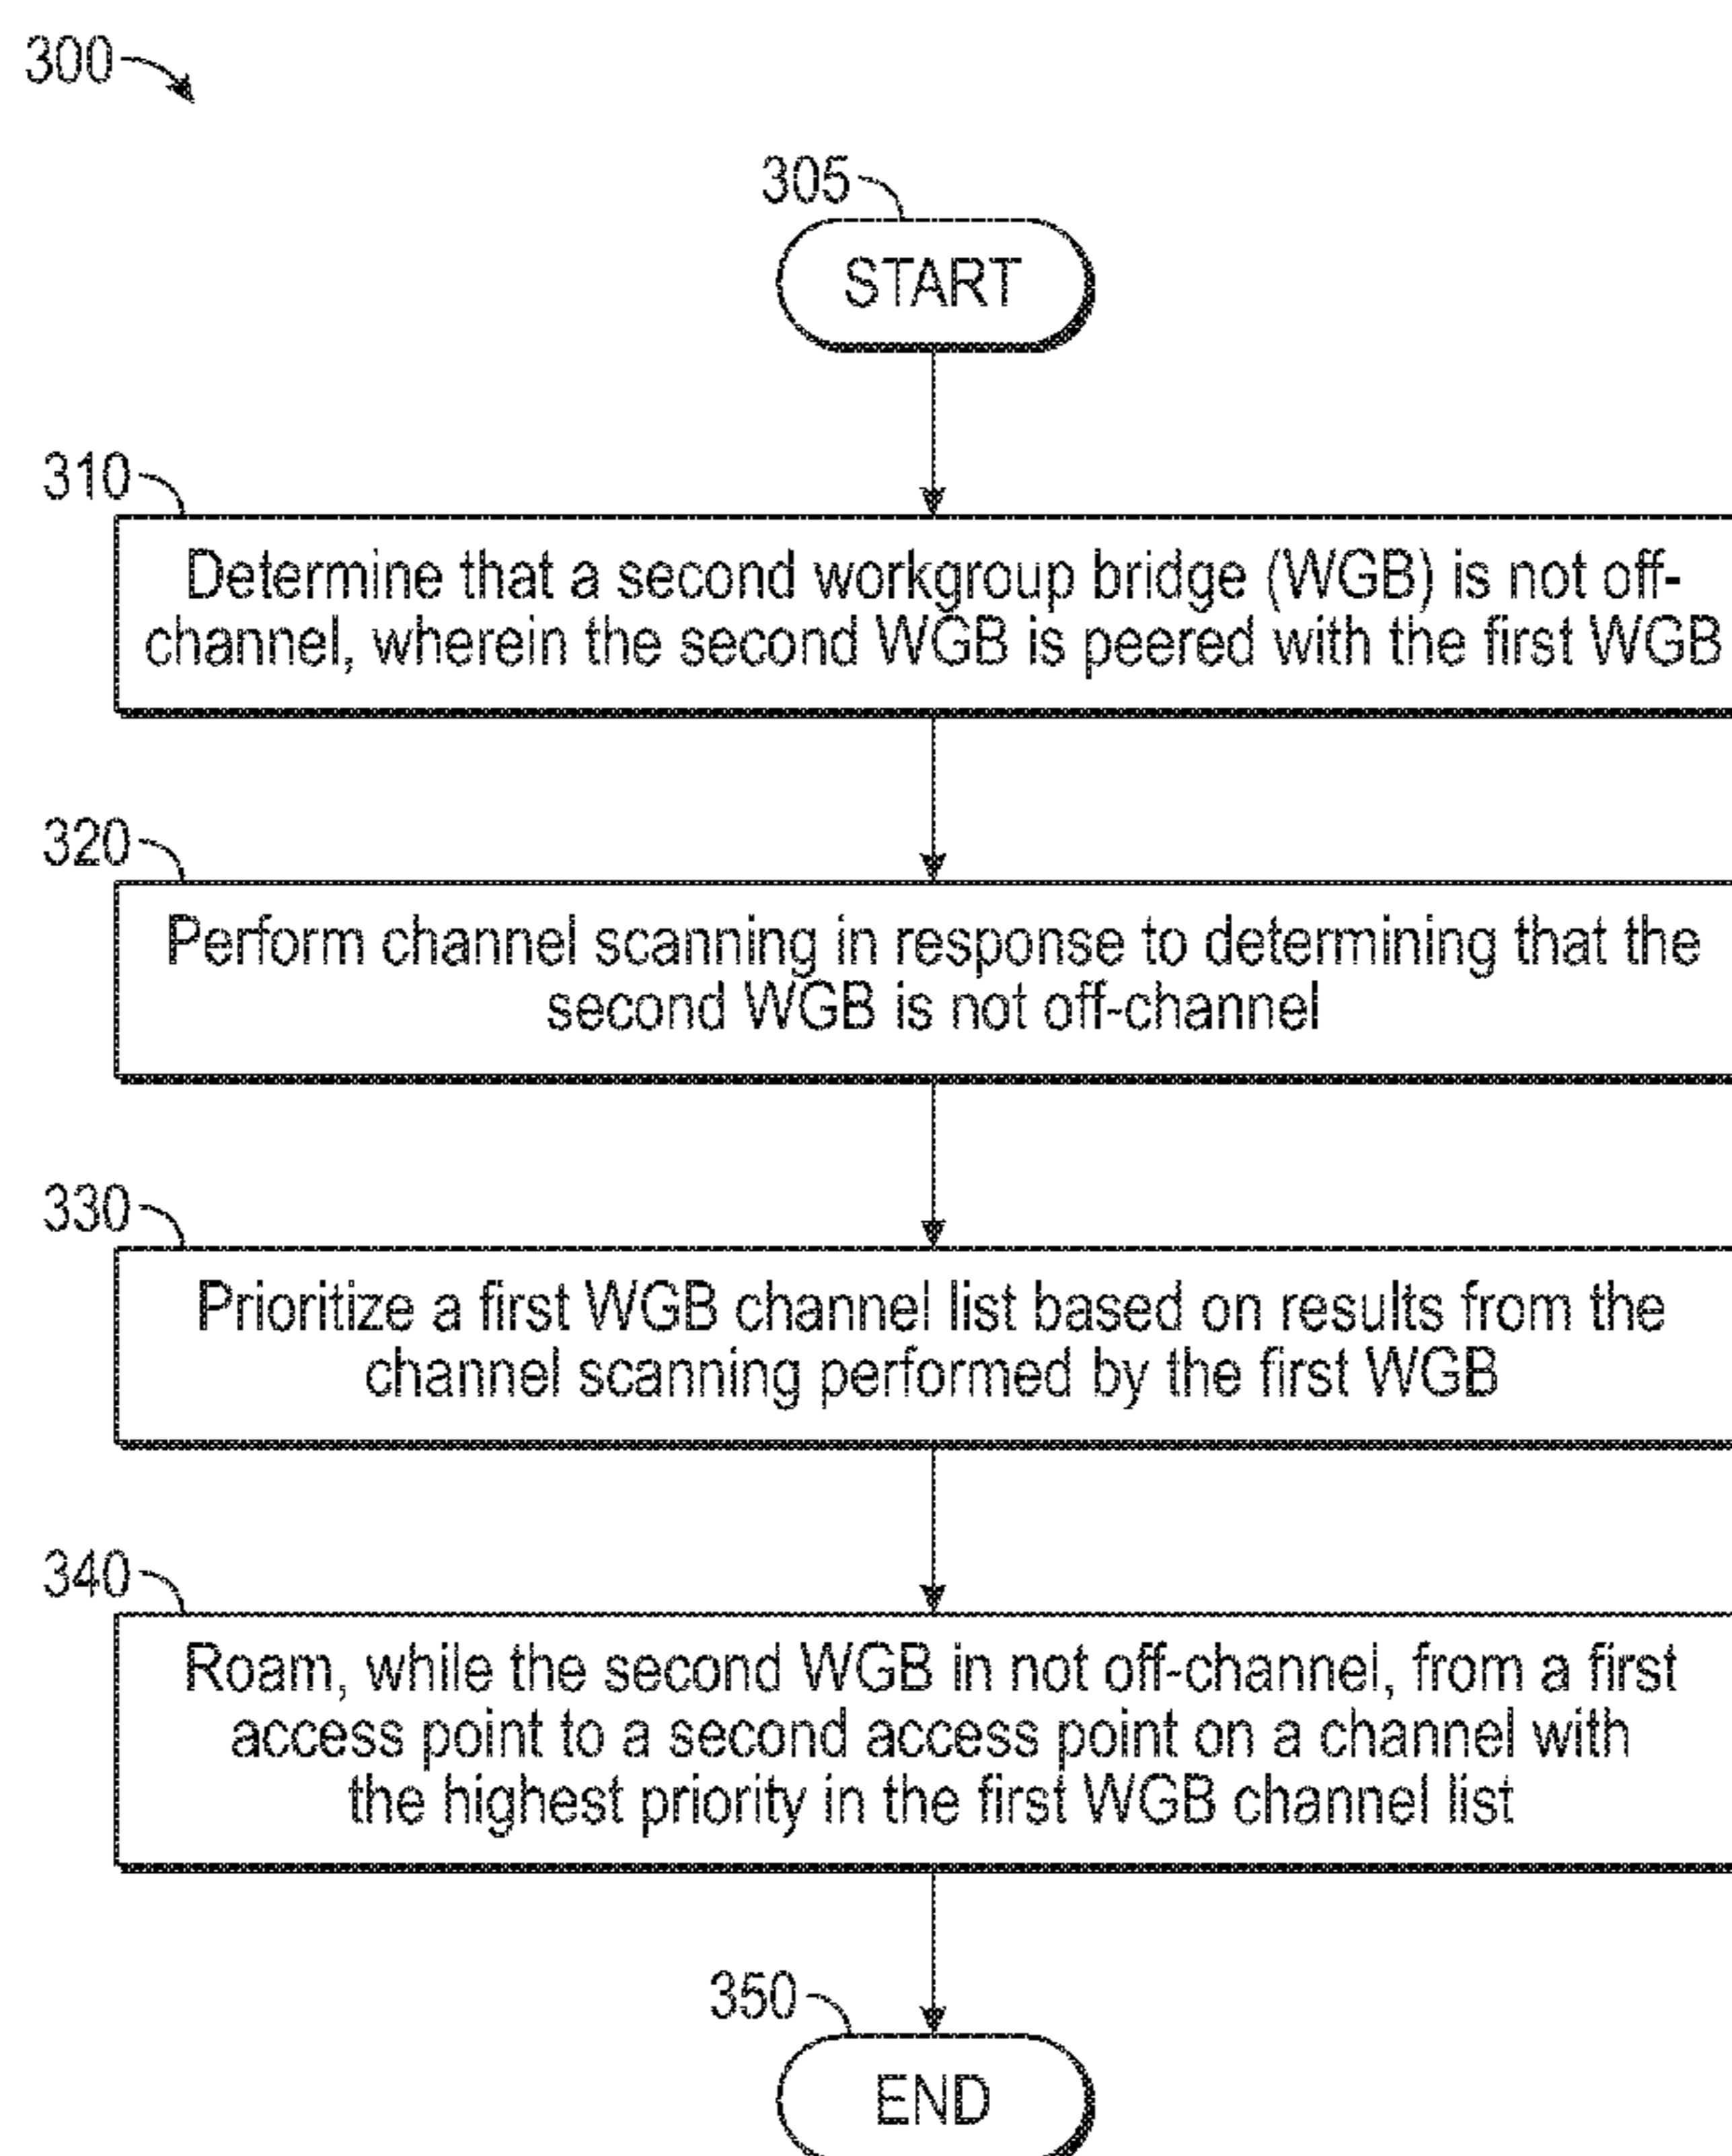 300
305
START
310
Determine that a second workgroup bridge (WGB) is not off-
channel, wherein the second WGB is peered with the first WGB
320
Perform channel scanning in response to determining that the
second WGB is not off-channel
330
Prioritize a first WGB channel list based on results from the
channel scanning performed by the first WGB
340
Roam, while the second WGB in not off-channel, from a first
access point to a second access point on a channel with
the highest priority in the first WGB channel list
350
END